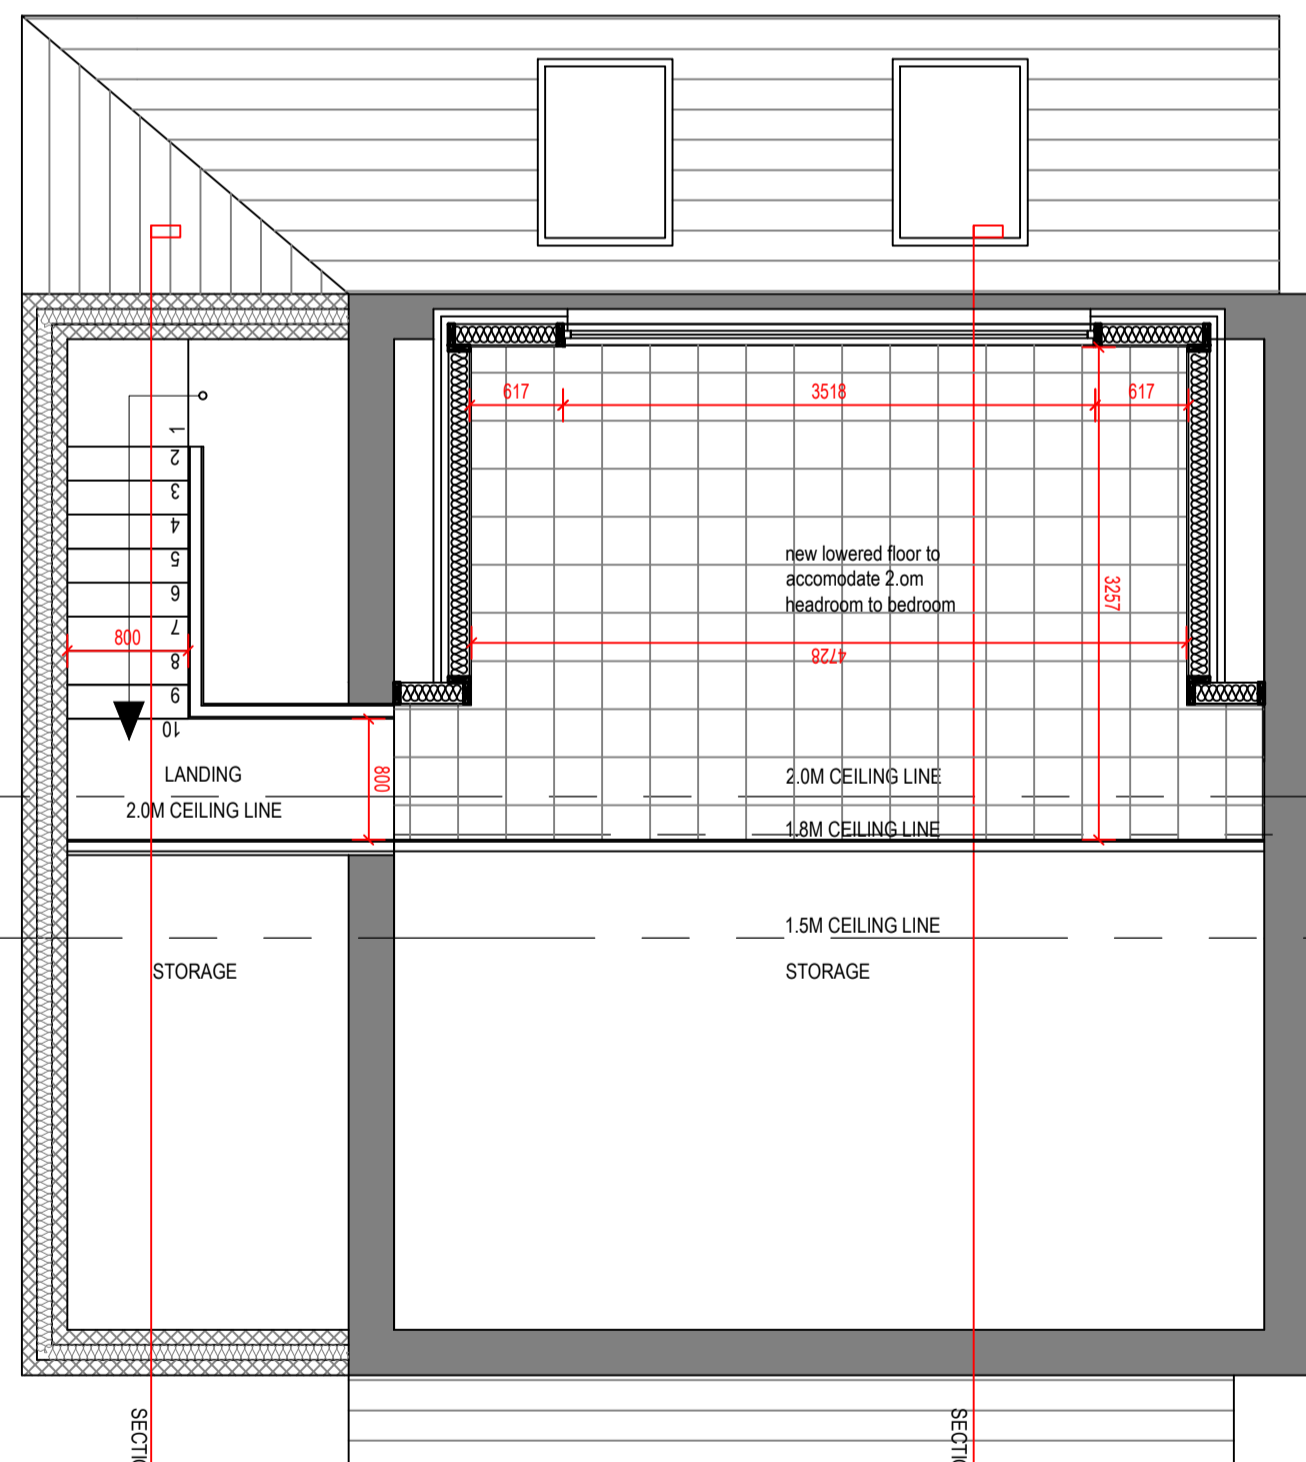 617
3518
617
1
2
3
4
5
6
7
8
9
10
800
new lowered floor to
accomodate 2.om
headroom to bedroom
3257
4728
LANDING
2.0M CEILING LINE
800
2.0M CEILING LINE
1.8M CEILING LINE
1.5M CEILING LINE
STORAGE
STORAGE